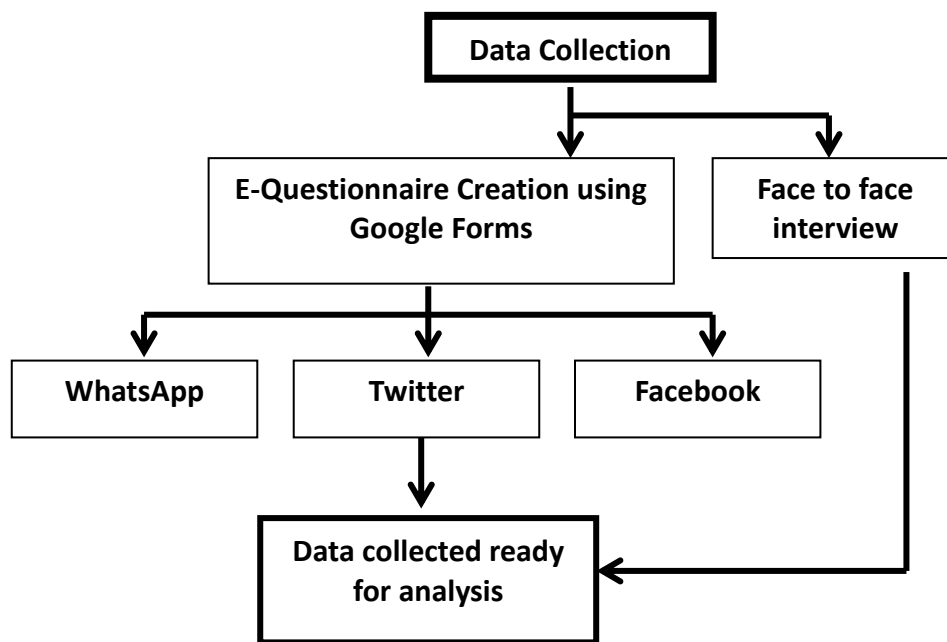 Data Collection
E-Questionnaire Creation using
Google Forms
Face to face
interview
WhatsApp
Twitter
Facebook
Data collected ready
for analysis